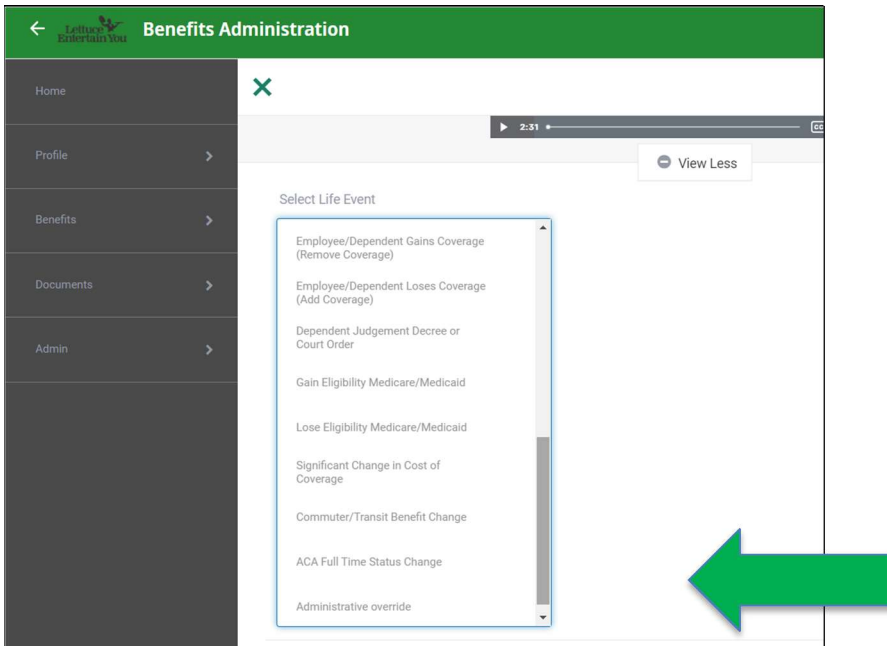 Lettuce
Entertain You
Benefits Administration
Home
Profile
Benefits
Documents
Admin
2:31
CC
View Less
Select Life Event
Employee/Dependent Gains Coverage
(Remove Coverage)
Employee/Dependent Loses Coverage
(Add Coverage)
Dependent Judgement Decree or
Court Order
Gain Eligibility Medicare/Medicaid
Lose Eligibility Medicare/Medicaid
Significant Change in Cost of
Coverage
Commuter/Transit Benefit Change
ACA Full Time Status Change
Administrative override